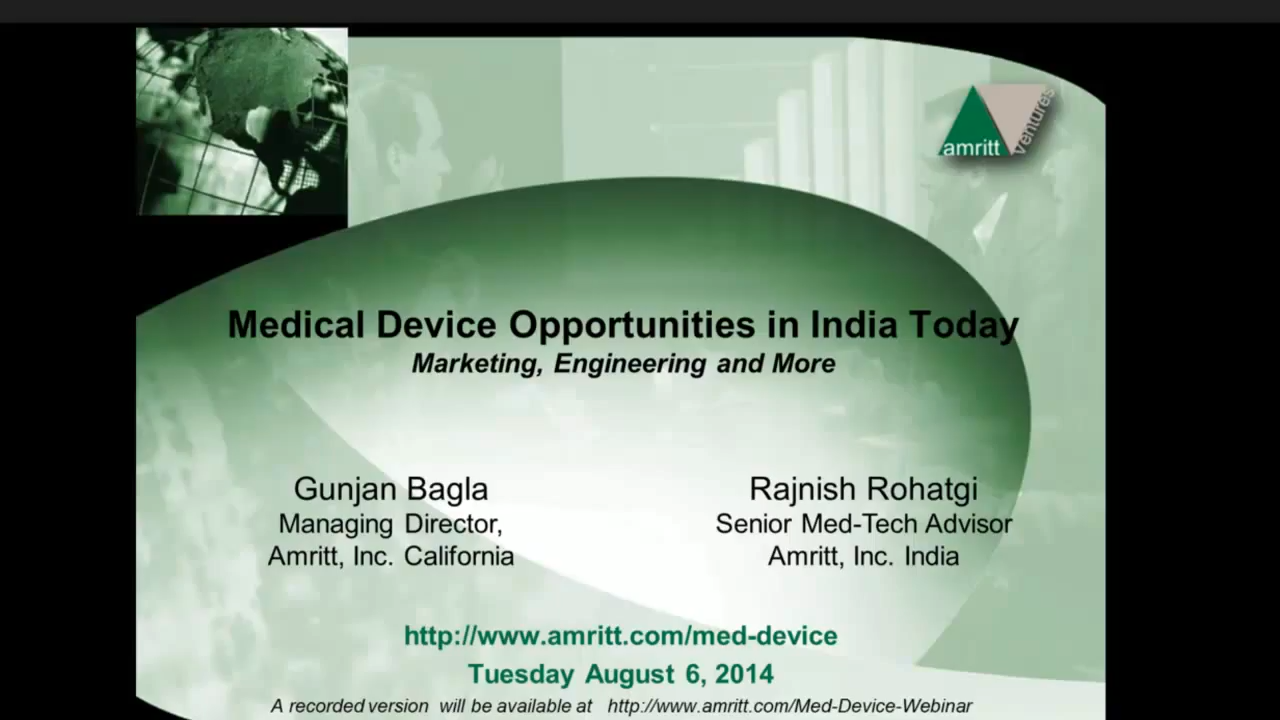 amritt ventures
Medical Device Opportunities in India Today
Marketing, Engineering and More
Gunjan Bagla
Managing Director,
Amritt, Inc. California
Rajnish Rohatgi
Senior Med-Tech Advisor
Amritt, Inc. India
http://www.amritt.com/med-device
Tuesday August 6, 2014
A recorded version will be available at http://www.amritt.com/Med-Device-Webinar